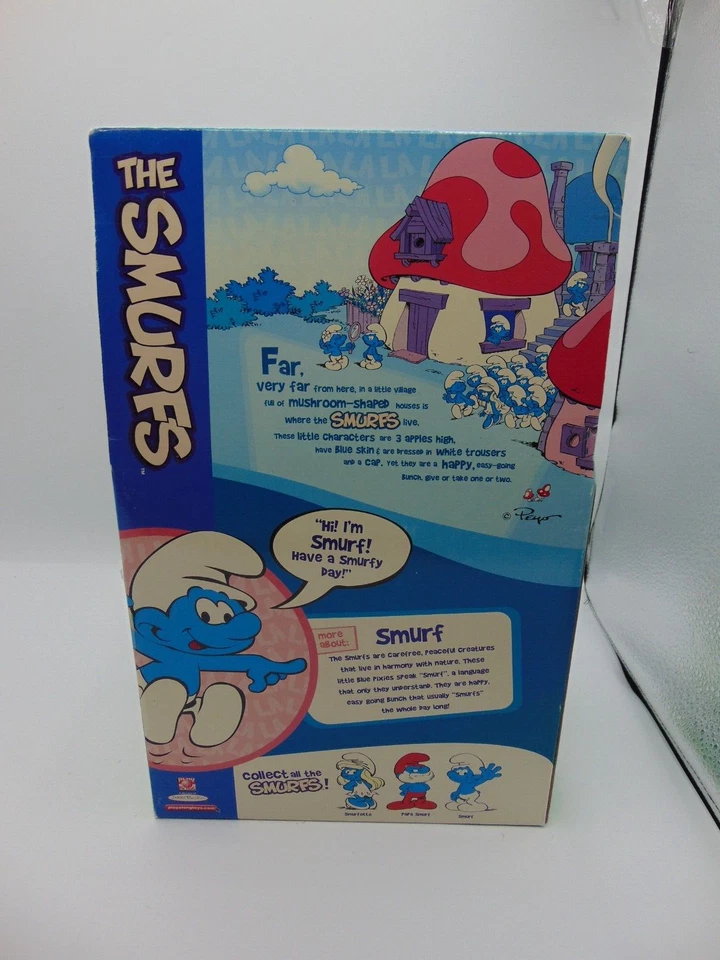 THE SMURFS™
Far,
very far from here, in a little village
full of mushroom-shaped houses is
where the SMURFS live.
These little characters are 3 apples high,
have blue skin & are dressed in white trousers
and a cap. Yet they are a happy, easy-going
bunch, give or take one or two.
© Peyo
"Hi! I'm
Smurf!
Have a Smurfy
Day!"
more
about:
Smurf
The Smurfs are carefree, peaceful creatures
that live in harmony with nature. These
little blue pixies speak "Smurf", a language
that only they understand. They are happy,
easy going bunch that usually "Smurfs"
the whole day long!
Collect all the
SMURFS!
Smurfette
Papa Smurf
Smurf